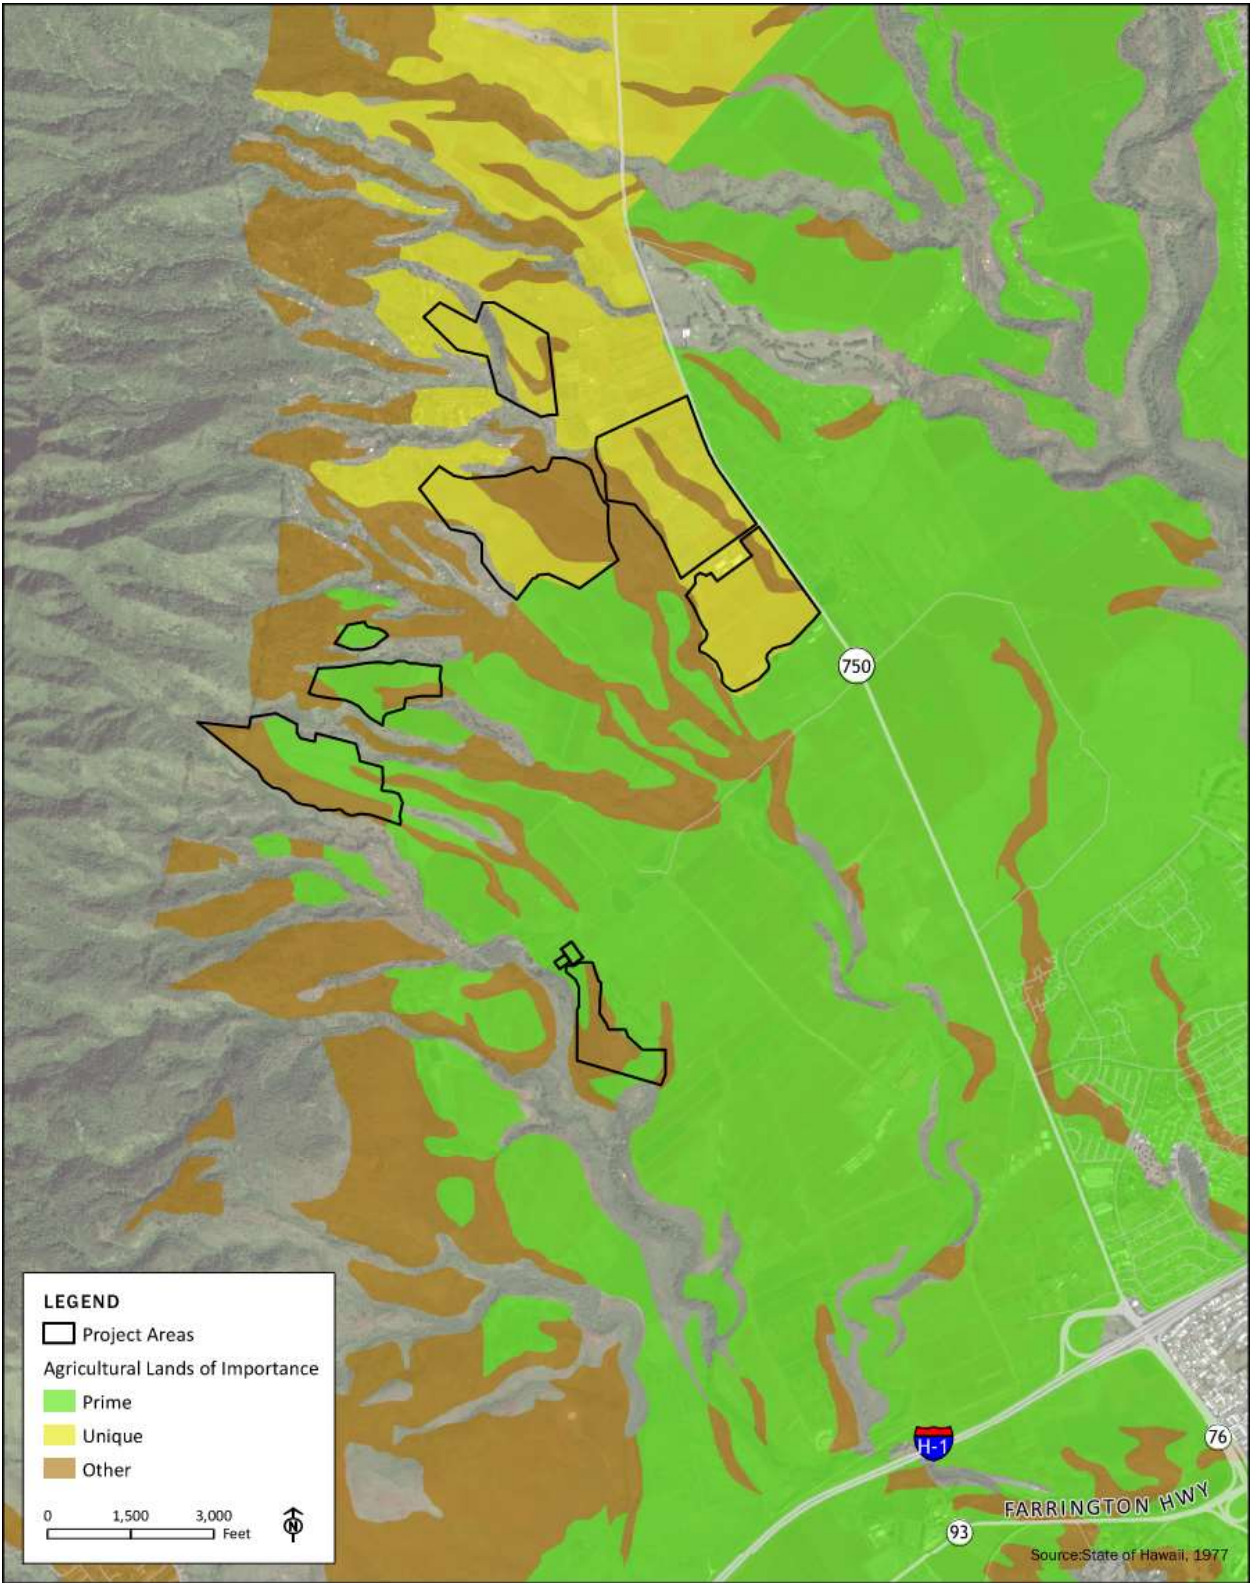 750
LEGEND
Project Areas
Agricultural Lands of Importance
Prime
Unique
Other
0 1,500 3,000
Feet
N
H-1
76
FARRINGTON HWY
93
Source:State of Hawaii, 1977